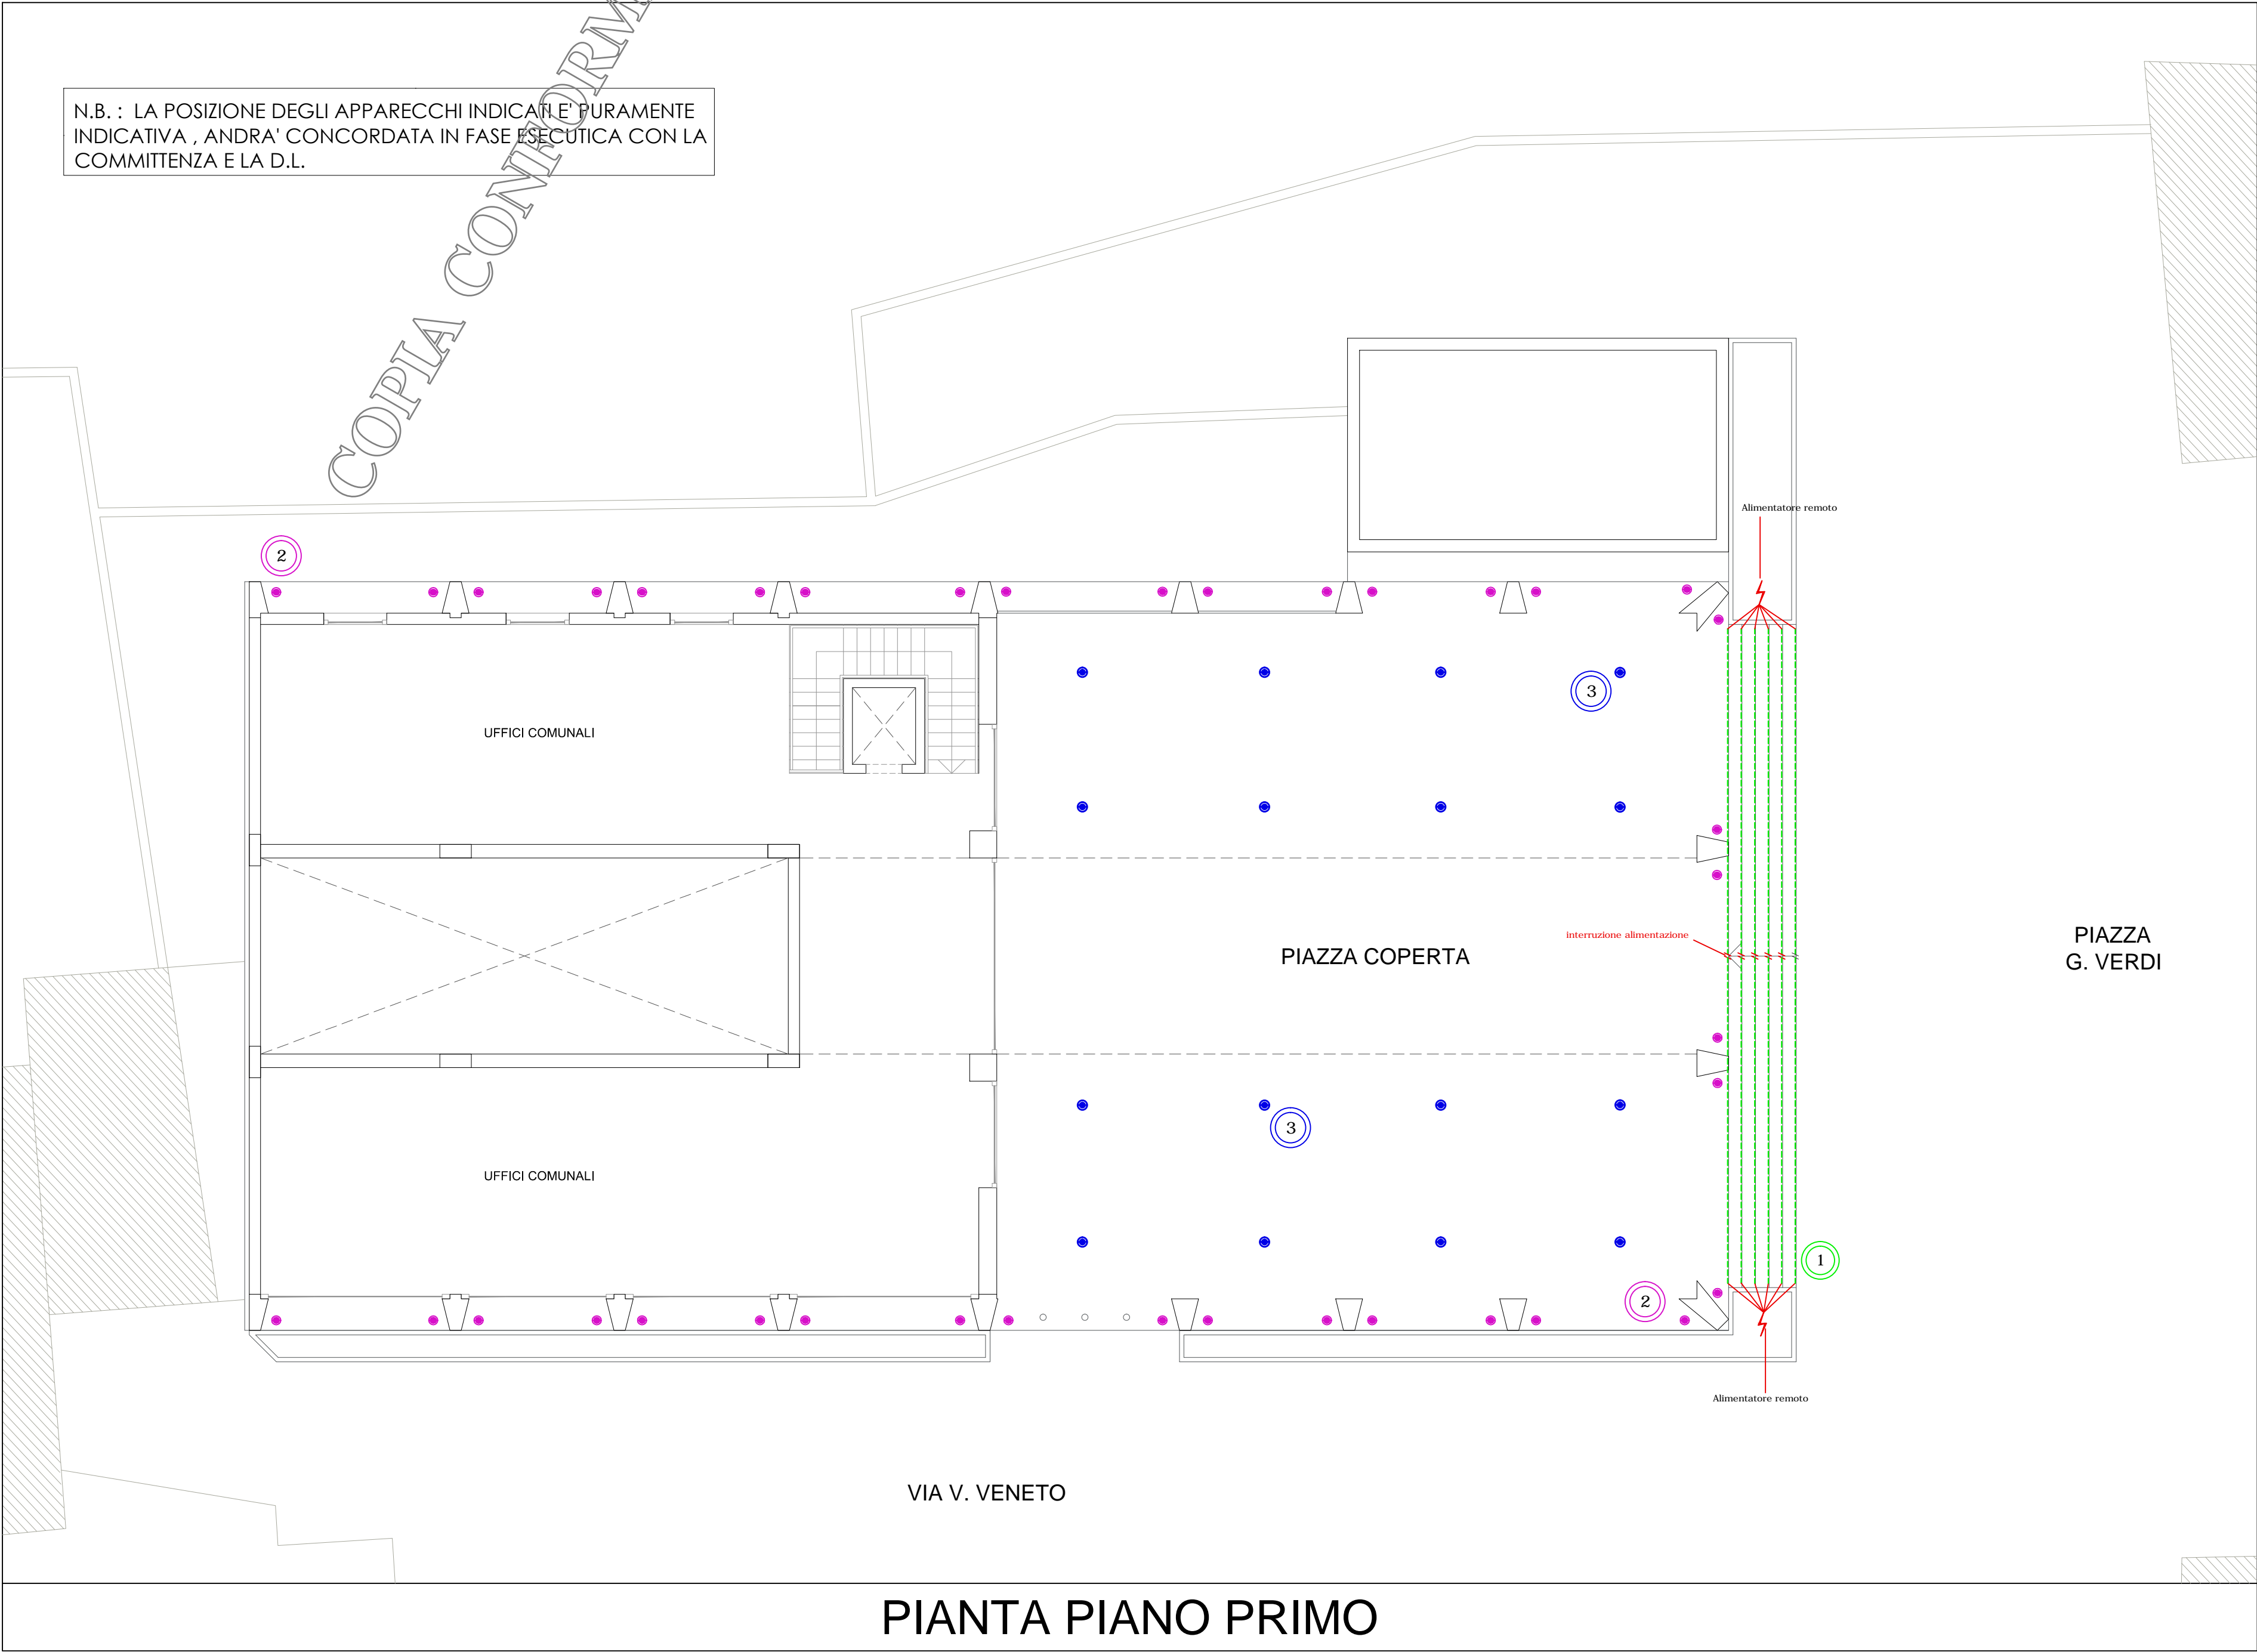 COPIA CONFORM
N.B. : LA POSIZIONE DEGLI APPARECCHI INDICATI E' PURAMENTE
INDICATIVA , ANDRA' CONCORDATA IN FASE ESECUTICA CON LA
COMMITTENZA E LA D.L.
Alimentatore remoto
2
3
UFFICI COMUNALI
interruzione alimentazione
PIAZZA COPERTA
PIAZZA
G. VERDI
3
UFFICI COMUNALI
1
2
Alimentatore remoto
VIA V. VENETO
PIANTA PIANO PRIMO